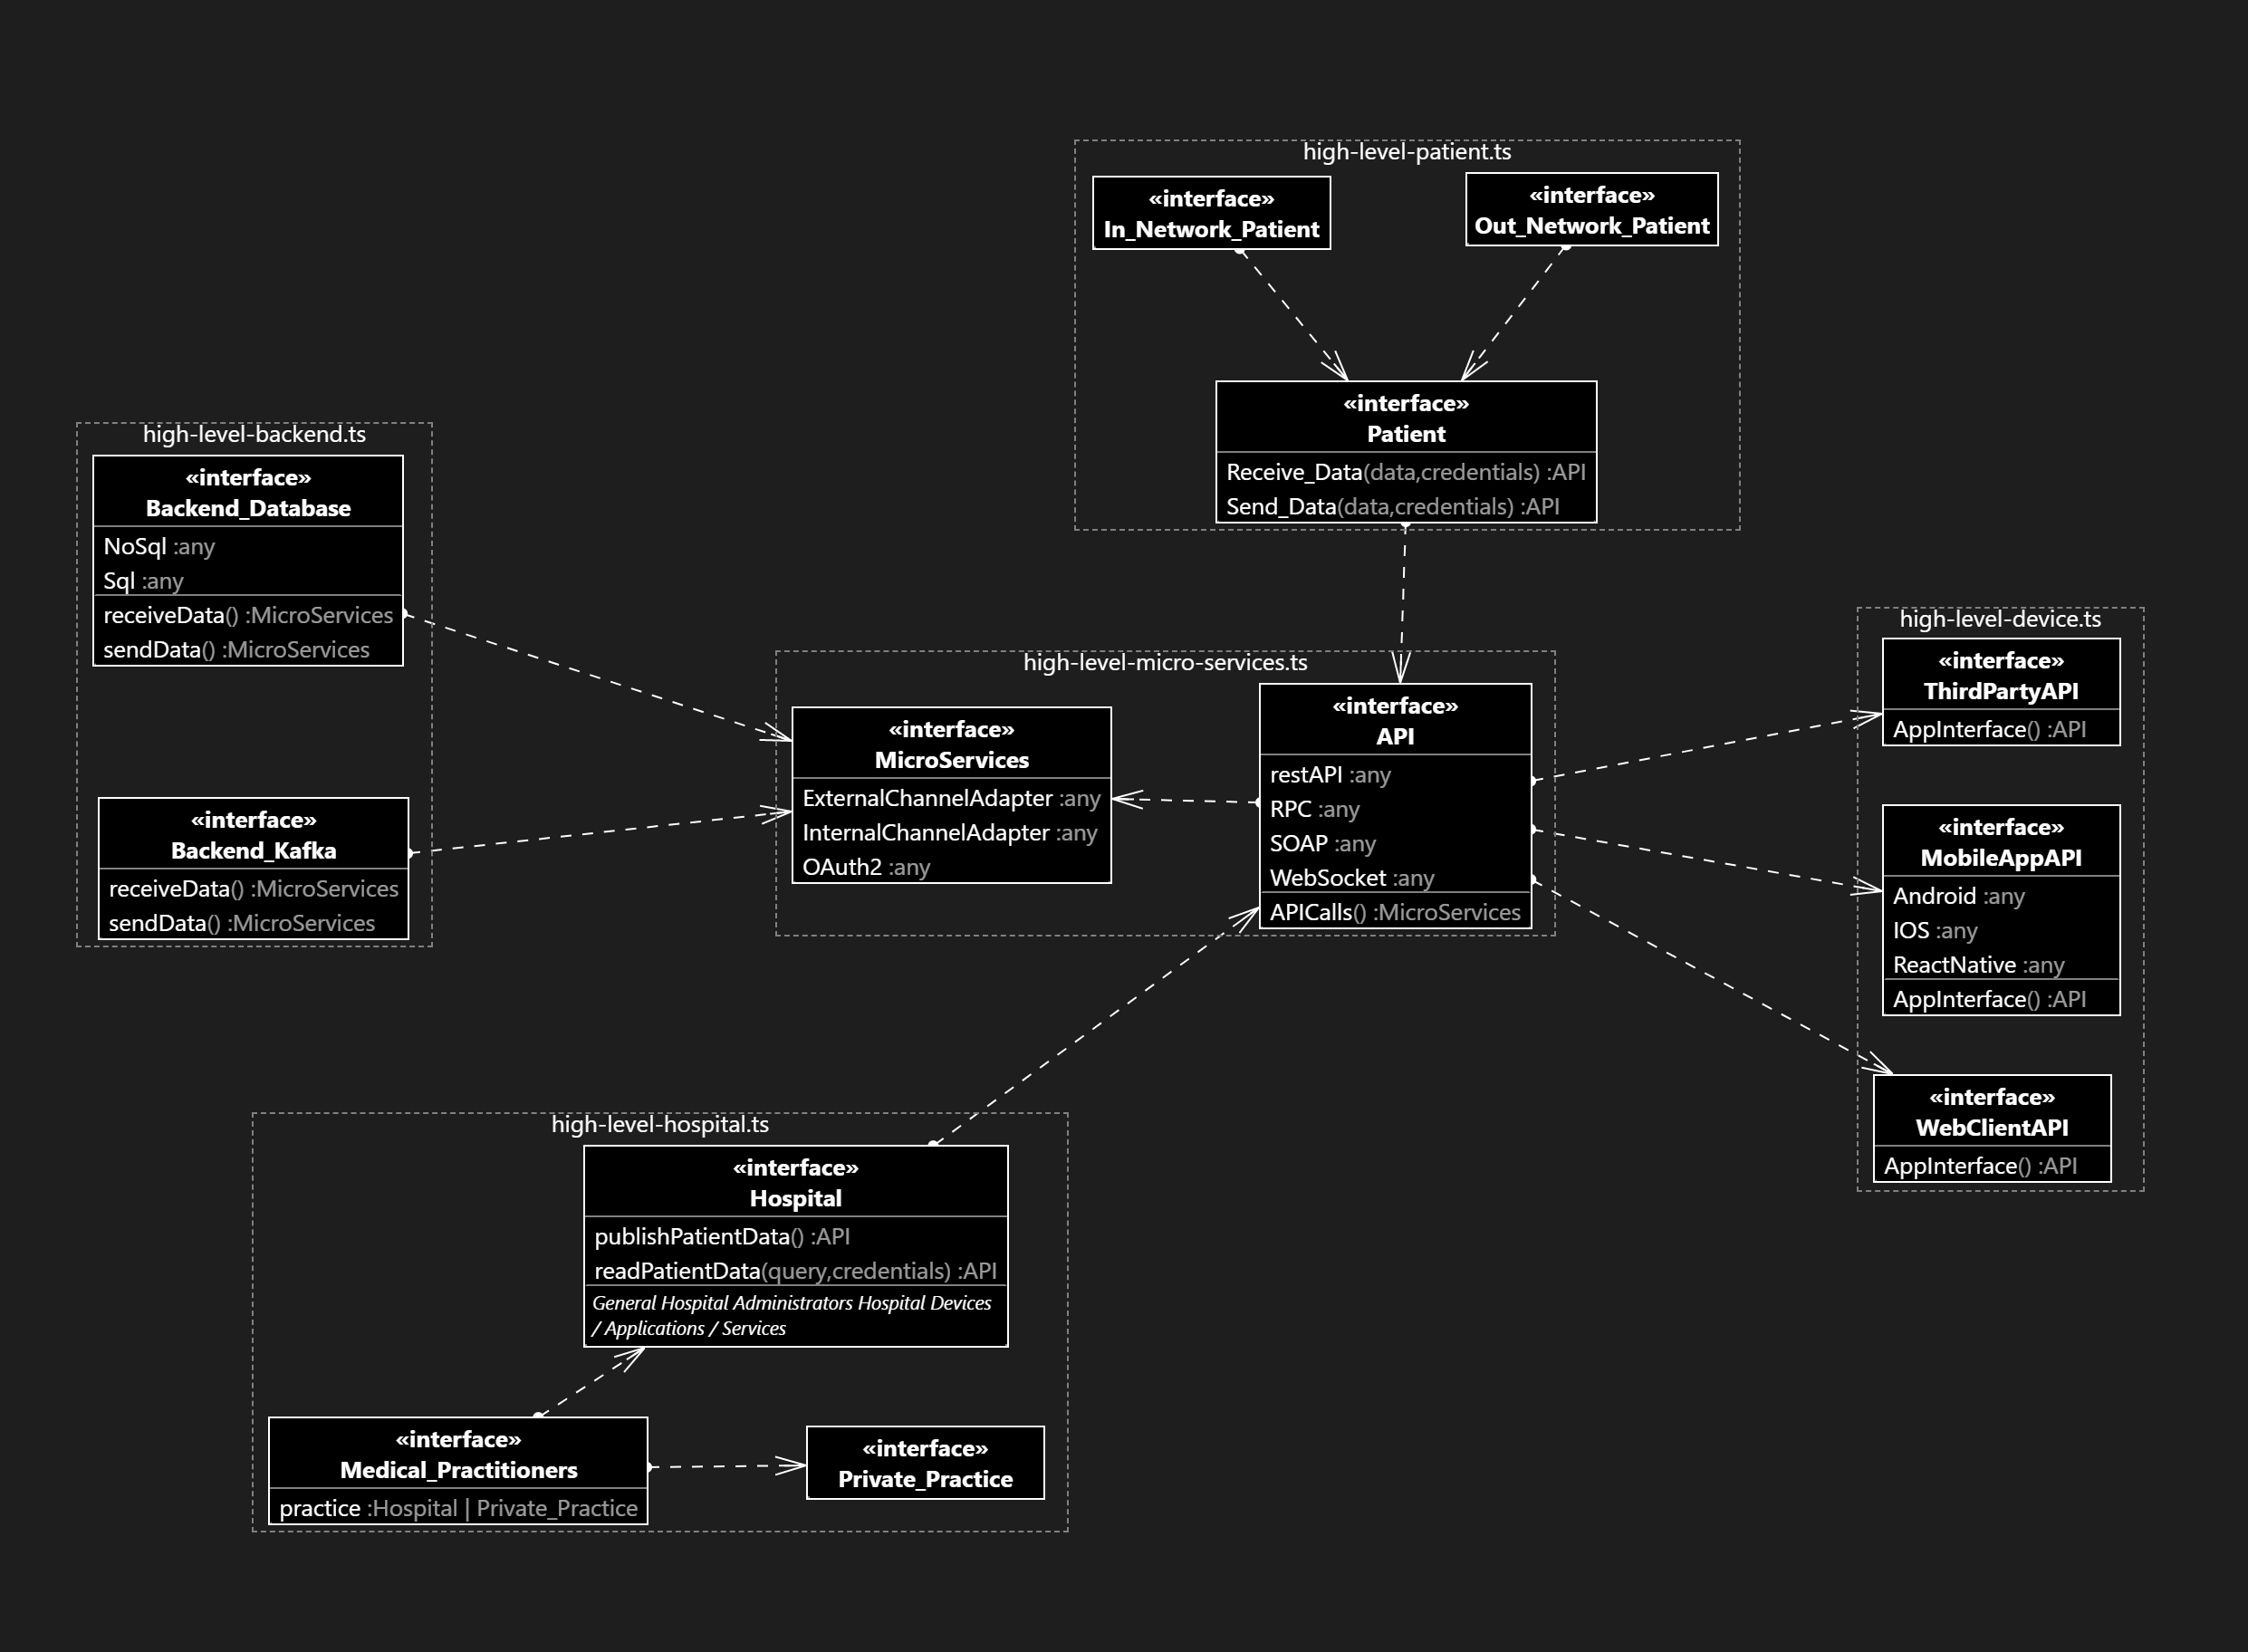 high-level-patient.ts
«interface»
In_Network_Patient
«interface»
Out_Network_Patient
«interface»
Patient
Receive_Data(data,credentials) :API
Send_Data(data,credentials) :API
high-level-backend.ts
«interface»
Backend_Database
NoSql :any
Sql :any
receiveData() :MicroServices
sendData() :MicroServices
«interface»
Backend_Kafka
receiveData() :MicroServices
sendData() :MicroServices
high-level-micro-services.ts
«interface»
MicroServices
ExternalChannelAdapter :any
InternalChannelAdapter :any
OAuth2 :any
«interface»
API
restAPI :any
RPC :any
SOAP :any
WebSocket :any
APICalls() :MicroServices
high-level-device.ts
«interface»
ThirdPartyAPI
AppInterface() :API
«interface»
MobileAppAPI
Android :any
IOS :any
ReactNative :any
AppInterface() :API
«interface»
WebClientAPI
AppInterface() :API
high-level-hospital.ts
«interface»
Hospital
publishPatientData() :API
readPatientData(query,credentials) :API
General Hospital Administrators Hospital Devices
/ Applications / Services
«interface»
Medical_Practitioners
practice :Hospital | Private_Practice
«interface»
Private_Practice